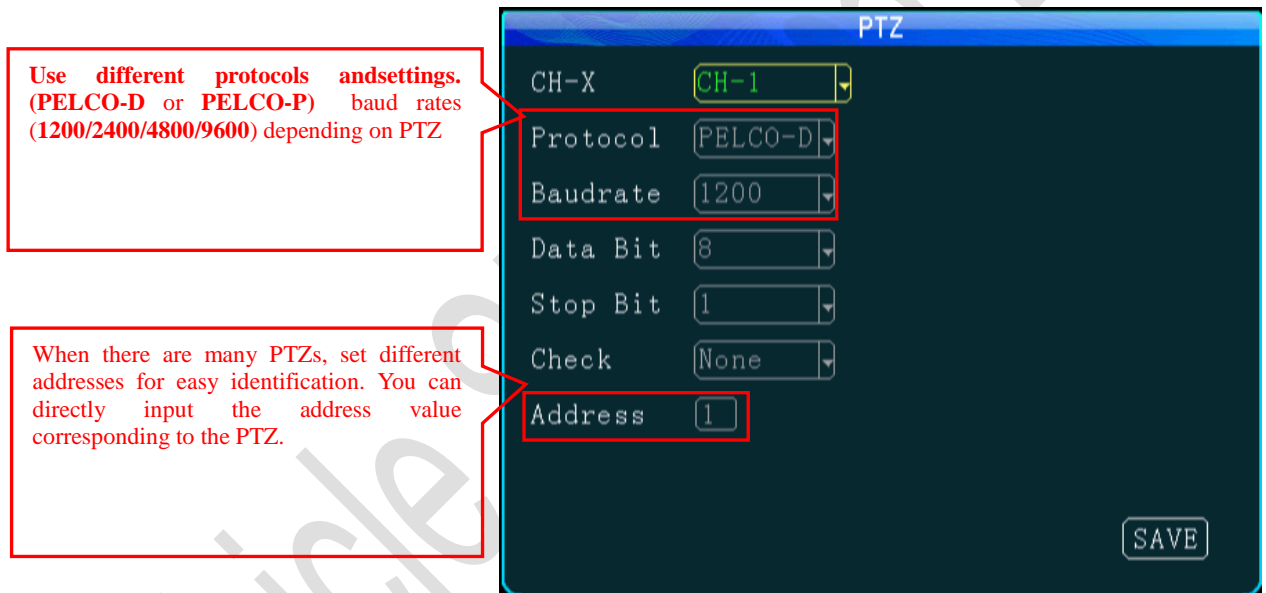 PTZ
Use different protocols andsettings.
(PELCO-D or PELCO-P) baud rates
(1200/2400/4800/9600) depending on PTZ
CH-X CH-1
Protocol PELCO-D
Baudrate 1200
Data Bit 8
Stop Bit 1
Check None
Address 1
When there are many PTZs, set different
addresses for easy identification. You can
directly input the address value
corresponding to the PTZ.
SAVE